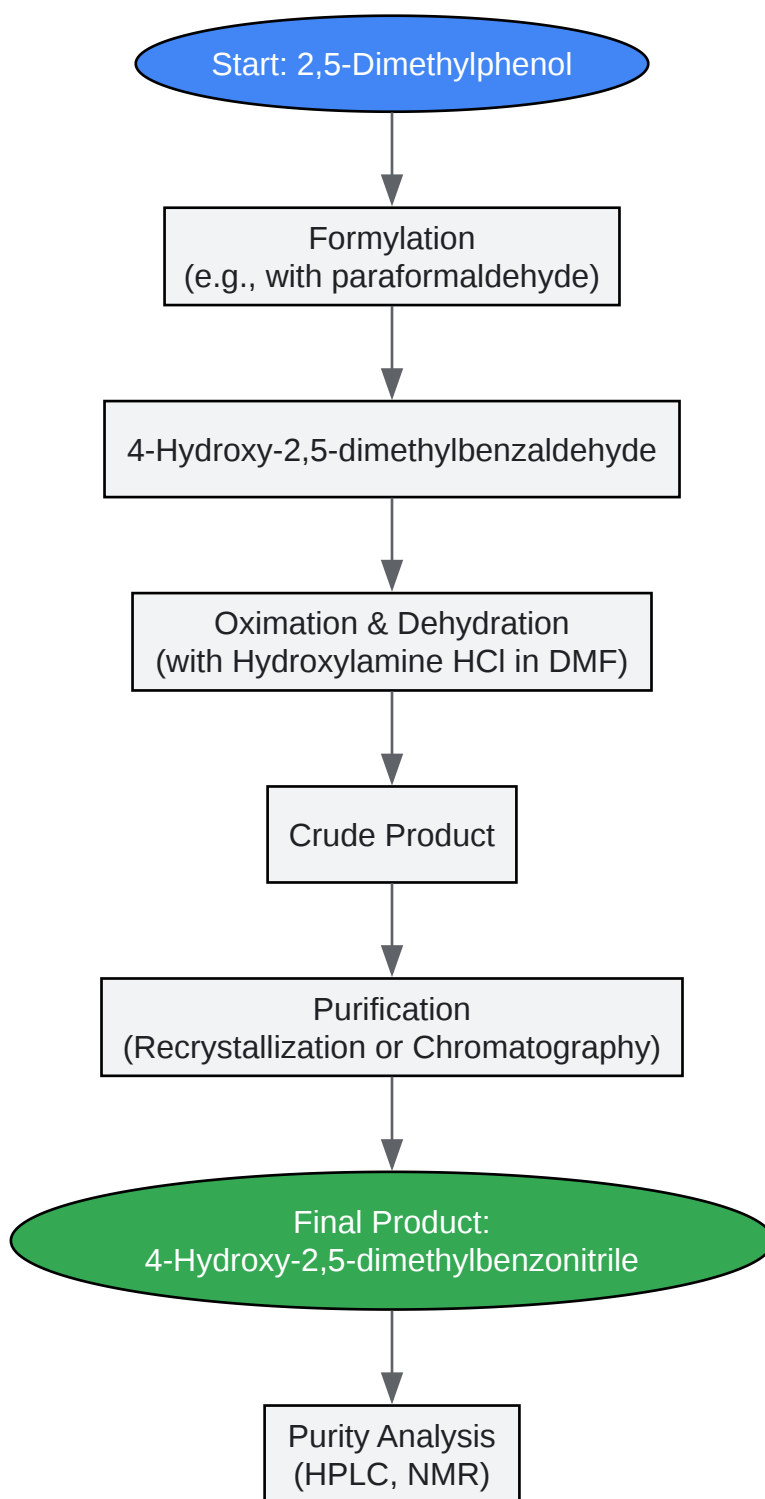 Start: 2,5-Dimethylphenol
Formylation
(e.g., with paraformaldehyde)
4-Hydroxy-2,5-dimethylbenzaldehyde
Oximation & Dehydration
(with Hydroxylamine HCl in DMF)
Crude Product
Purification
(Recrystallization or Chromatography)
Final Product:
4-Hydroxy-2,5-dimethylbenzonitrile
Purity Analysis
(HPLC, NMR)